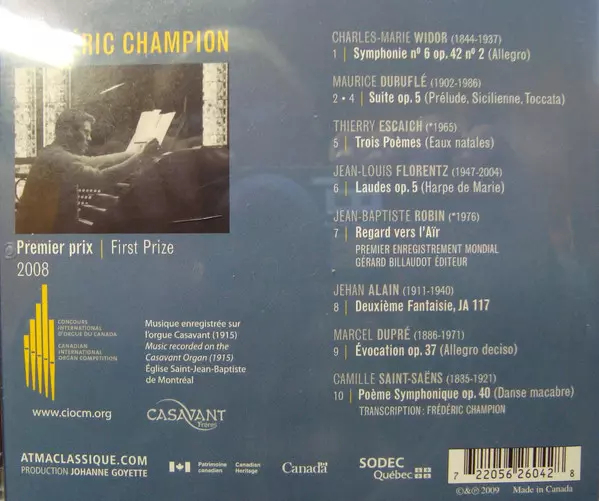 ÉRIC CHAMPION
Premier prix | First Prize
2008
CONCOURS
INTERNATIONAL
D'ORGUE DU CANADA
CANADIAN
INTERNATIONAL
ORGAN COMPETITION
www.ciocm.org
Musique enregistrée sur
l'orgue Casavant (1915)
Music recorded on the
Casavant Organ (1915)
Église Saint-Jean-Baptiste
de Montréal
CASAVANT
Frères
ATMACLASSIQUE.COM
PRODUCTION JOHANNE GOYETTE
CHARLES-MARIE WIDOR (1844-1937)
1 | Symphonie nº 6 op. 42 nº 2 (Allegro)
MAURICE DURUFLÉ (1902-1986)
2 • 4 | Suite op. 5 (Prélude, Sicilienne, Toccata)
THIERRY ESCAICH (*1965)
5 | Trois Poèmes (Eaux natales)
JEAN-LOUIS FLORENTZ (1947-2004)
6 | Laudes op. 5 (Harpe de Marie)
JEAN-BAPTISTE ROBIN (*1976)
7 | Regard vers l'Aïr
PREMIER ENREGISTREMENT MONDIAL
GÉRARD BILLAUDOT ÉDITEUR
JEHAN ALAIN (1911-1940)
8 | Deuxième Fantaisie, JA 117
MARCEL DUPRÉ (1886-1971)
9 | Évocation op. 37 (Allegro deciso)
CAMILLE SAINT-SAËNS (1835-1921)
10 | Poème Symphonique op. 40 (Danse macabre)
TRANSCRIPTION : FRÉDÉRIC CHAMPION
Patrimoine canadien
Canadian Heritage
Canada
SODEC
Québec
7 22056 26042 8
©&℗ 2009 Made in Canada